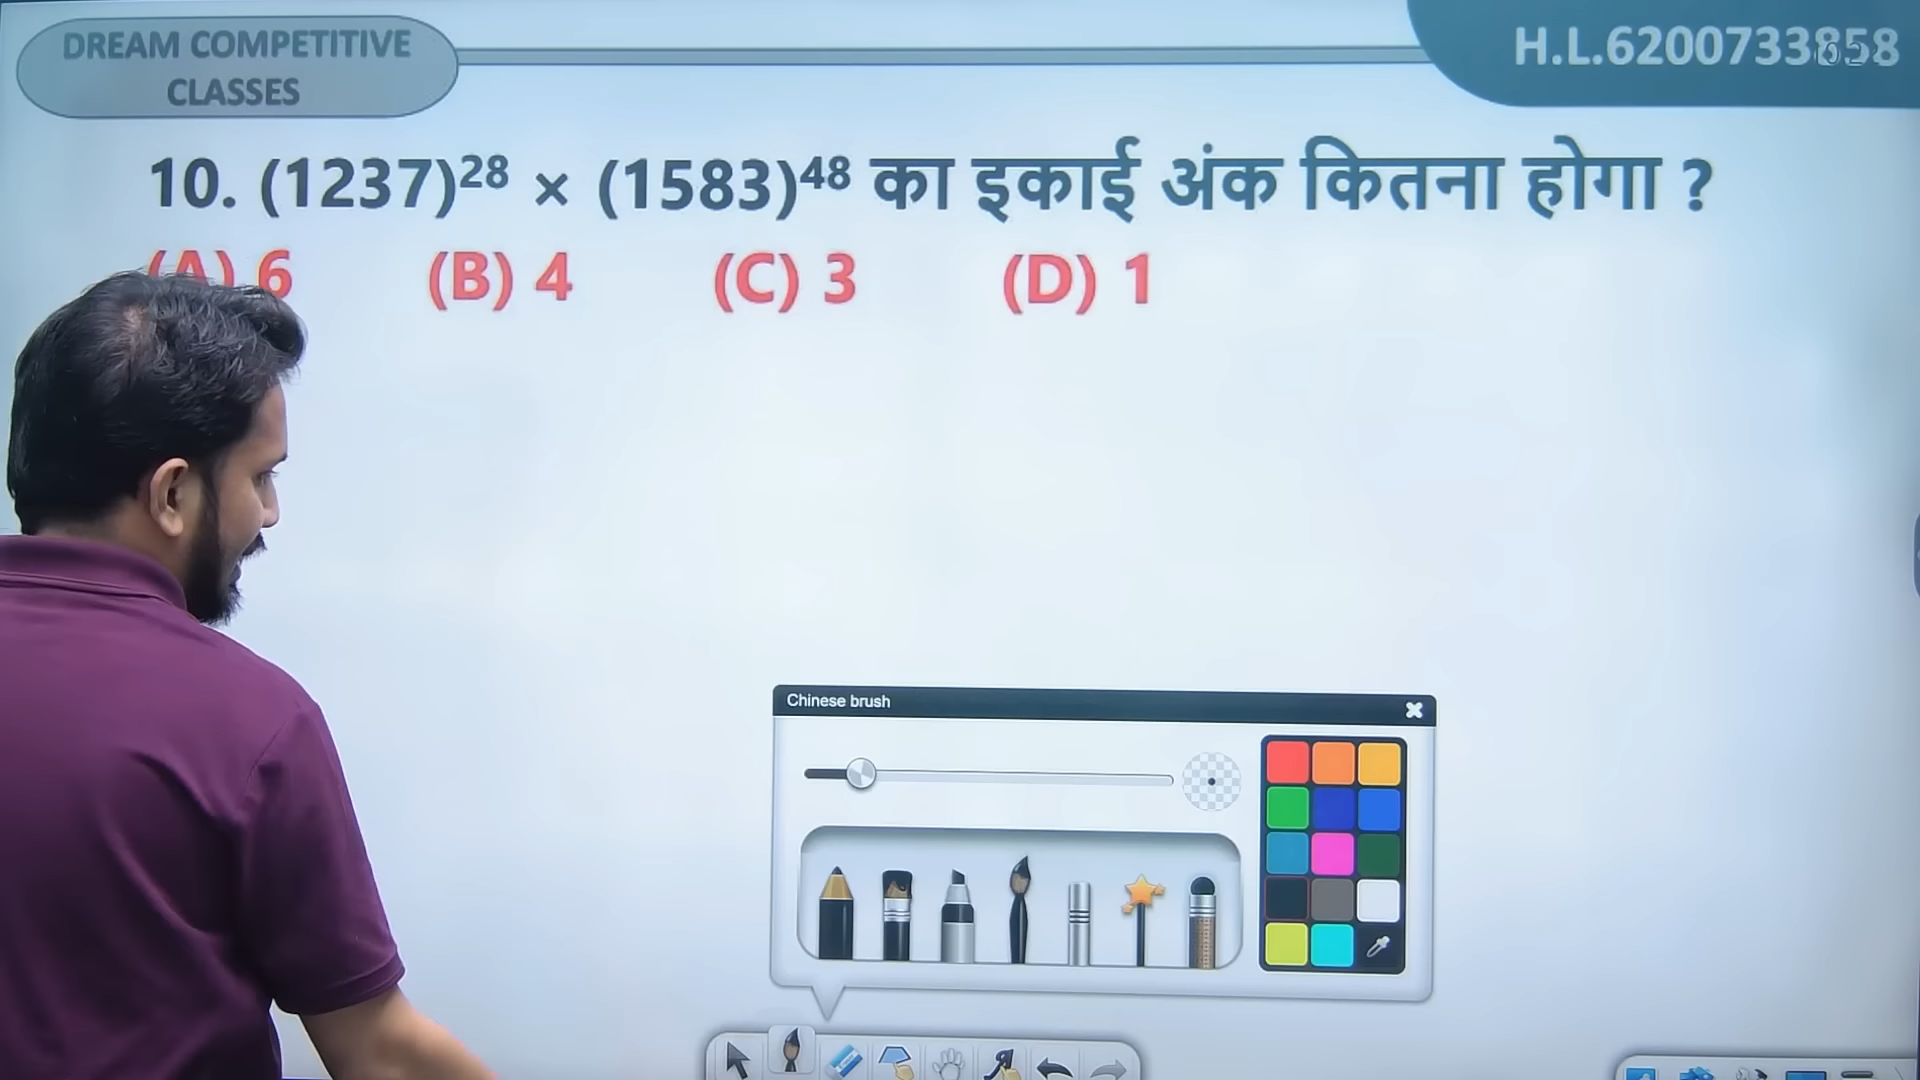 DREAM COMPETITIVE
CLASSES
H.L.6200733858
10. (1237)²⁸ × (1583)⁴⁸ का इकाई अंक कितना होगा ?
(A) 6 (B) 4 (C) 3 (D) 1
Chinese brush